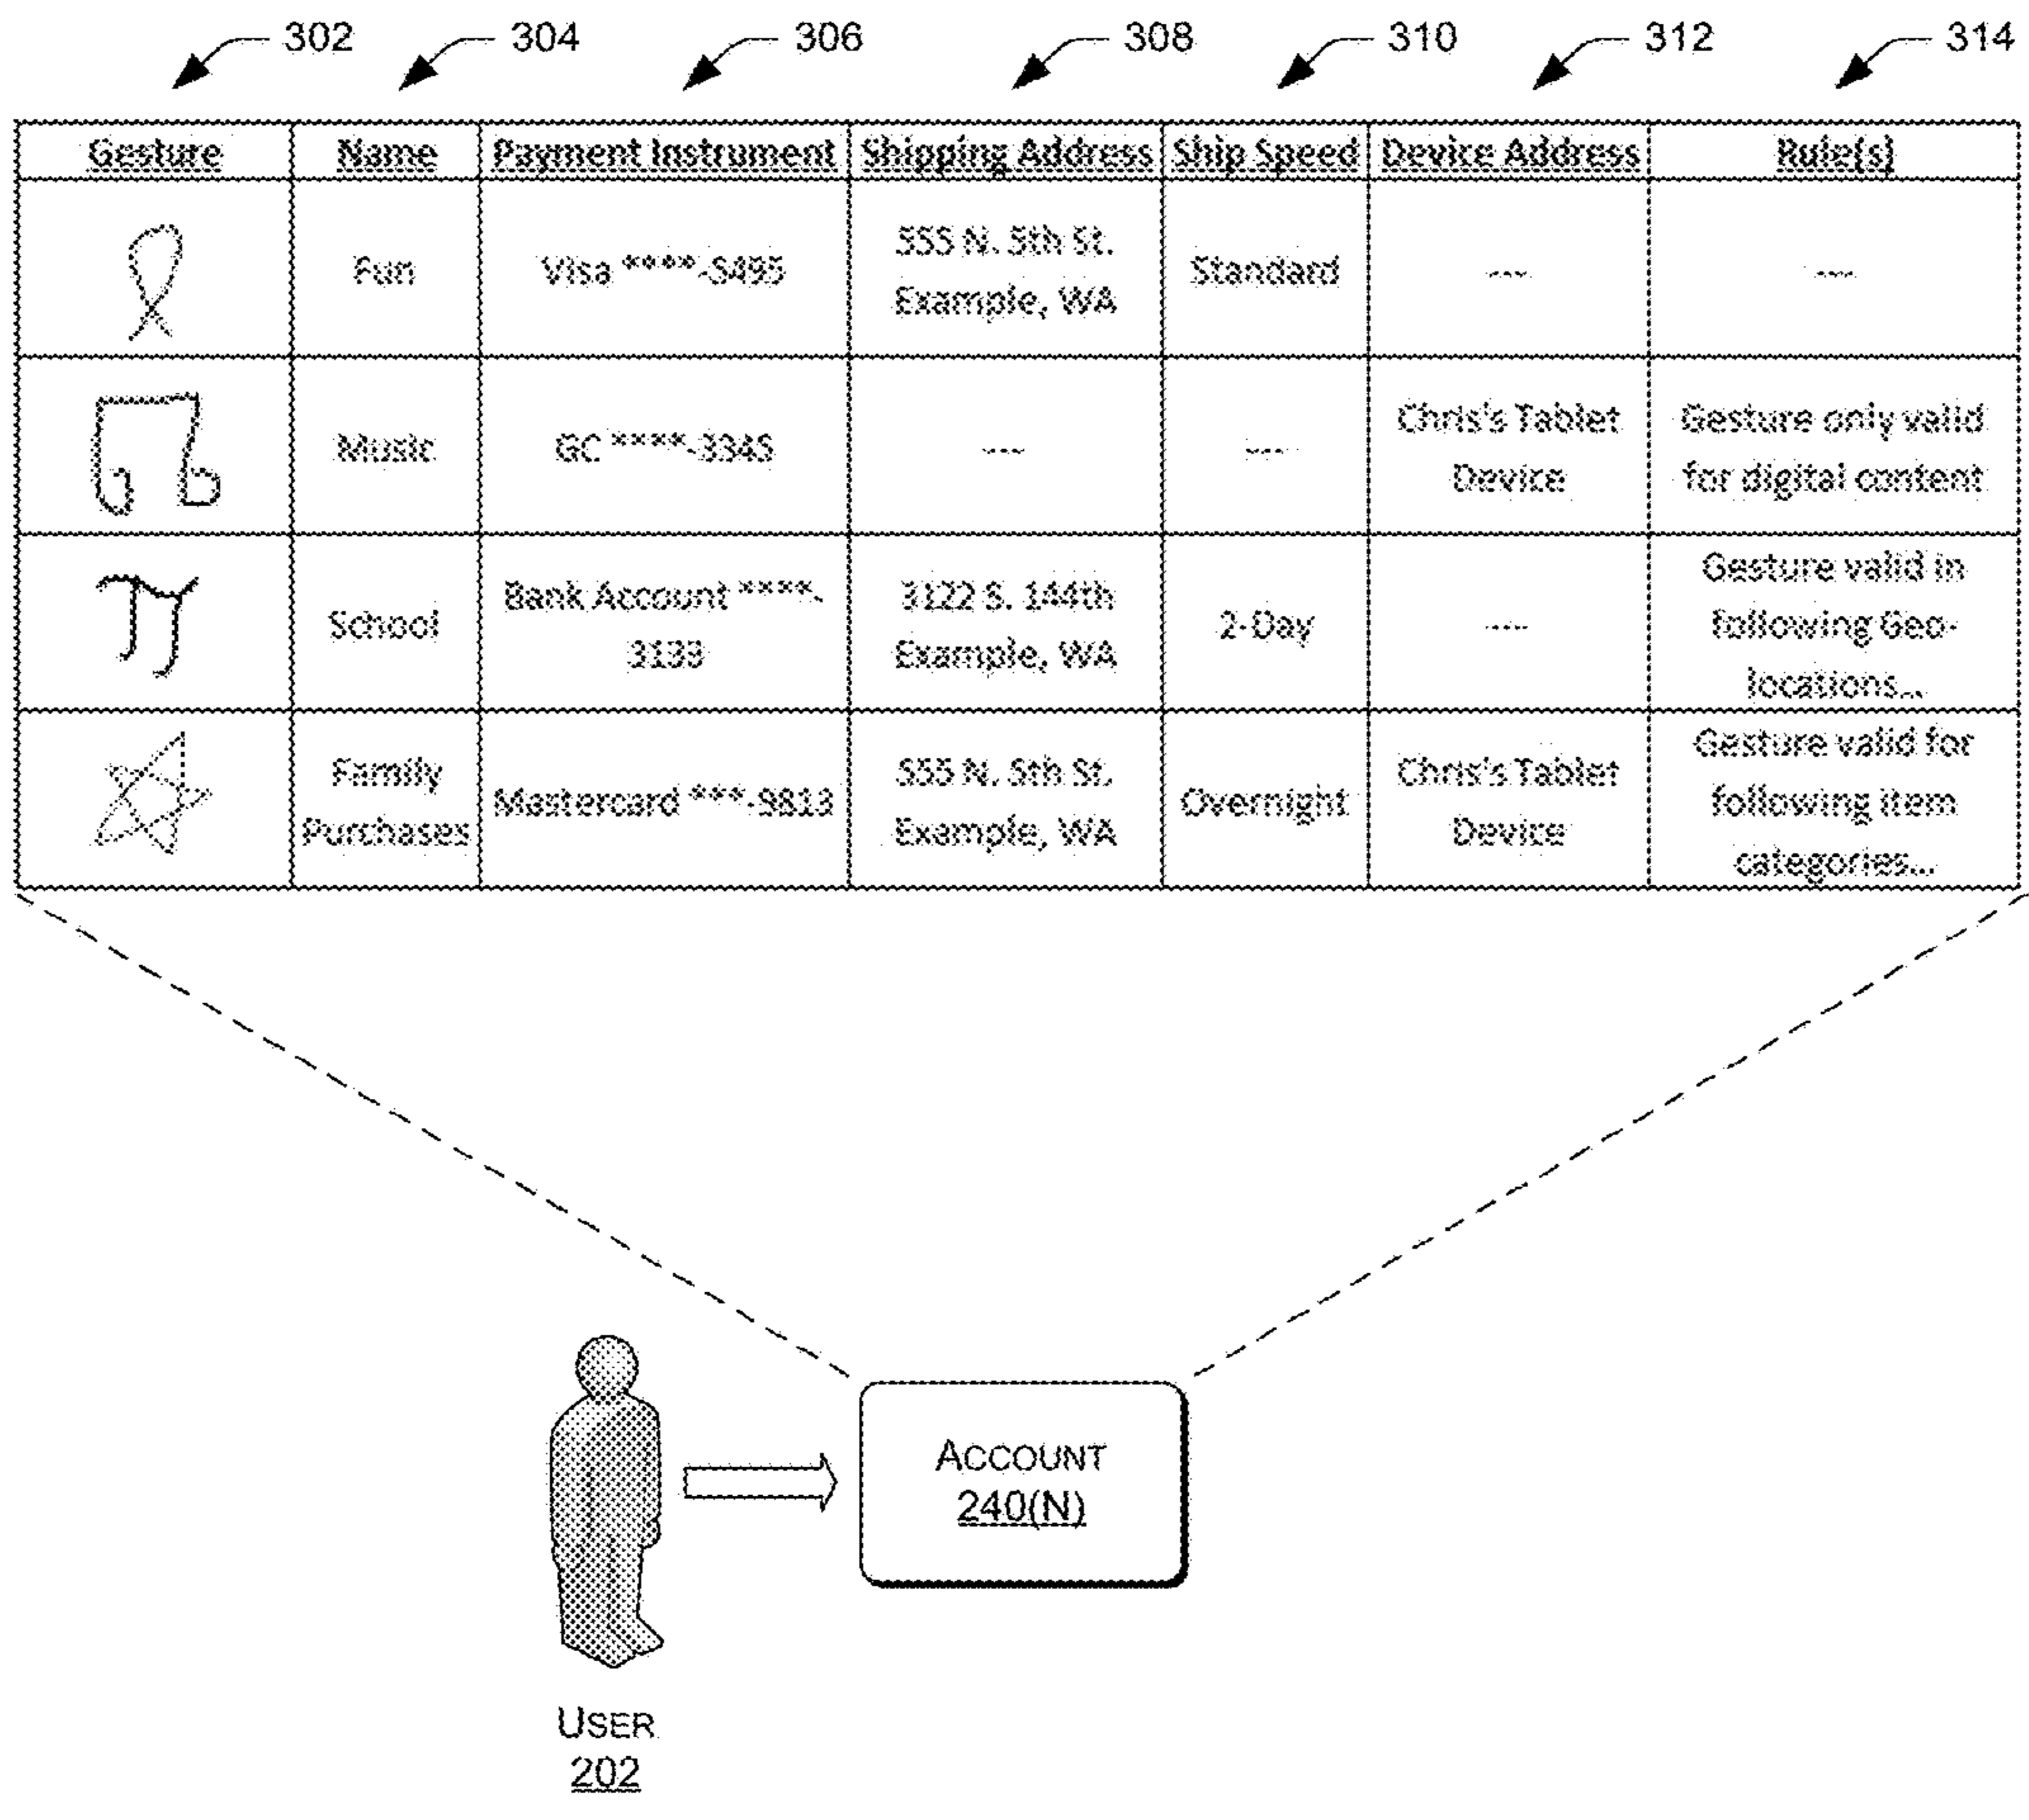 302 304 306 308 310 312 314
Gesture Name Payment Instrument Shipping Address Ship Speed Device Address Rule(s)
Fun Visa ****-5495 555 N. 5th St. Standard --- ---
Example, WA
Music GC ****-3345 --- --- Chris's Tablet Gesture only valid
Device for digital content
School Bank Account ****- 3122 S. 144th 2-Day --- Gesture valid in
3133 Example, WA following Geo-
locations...
Family Mastercard ***-9813 555 N. 5th St. Overnight Chris's Tablet Gesture valid for
Purchases Example, WA Device following item
categories...
ACCOUNT
240(N)
USER
202